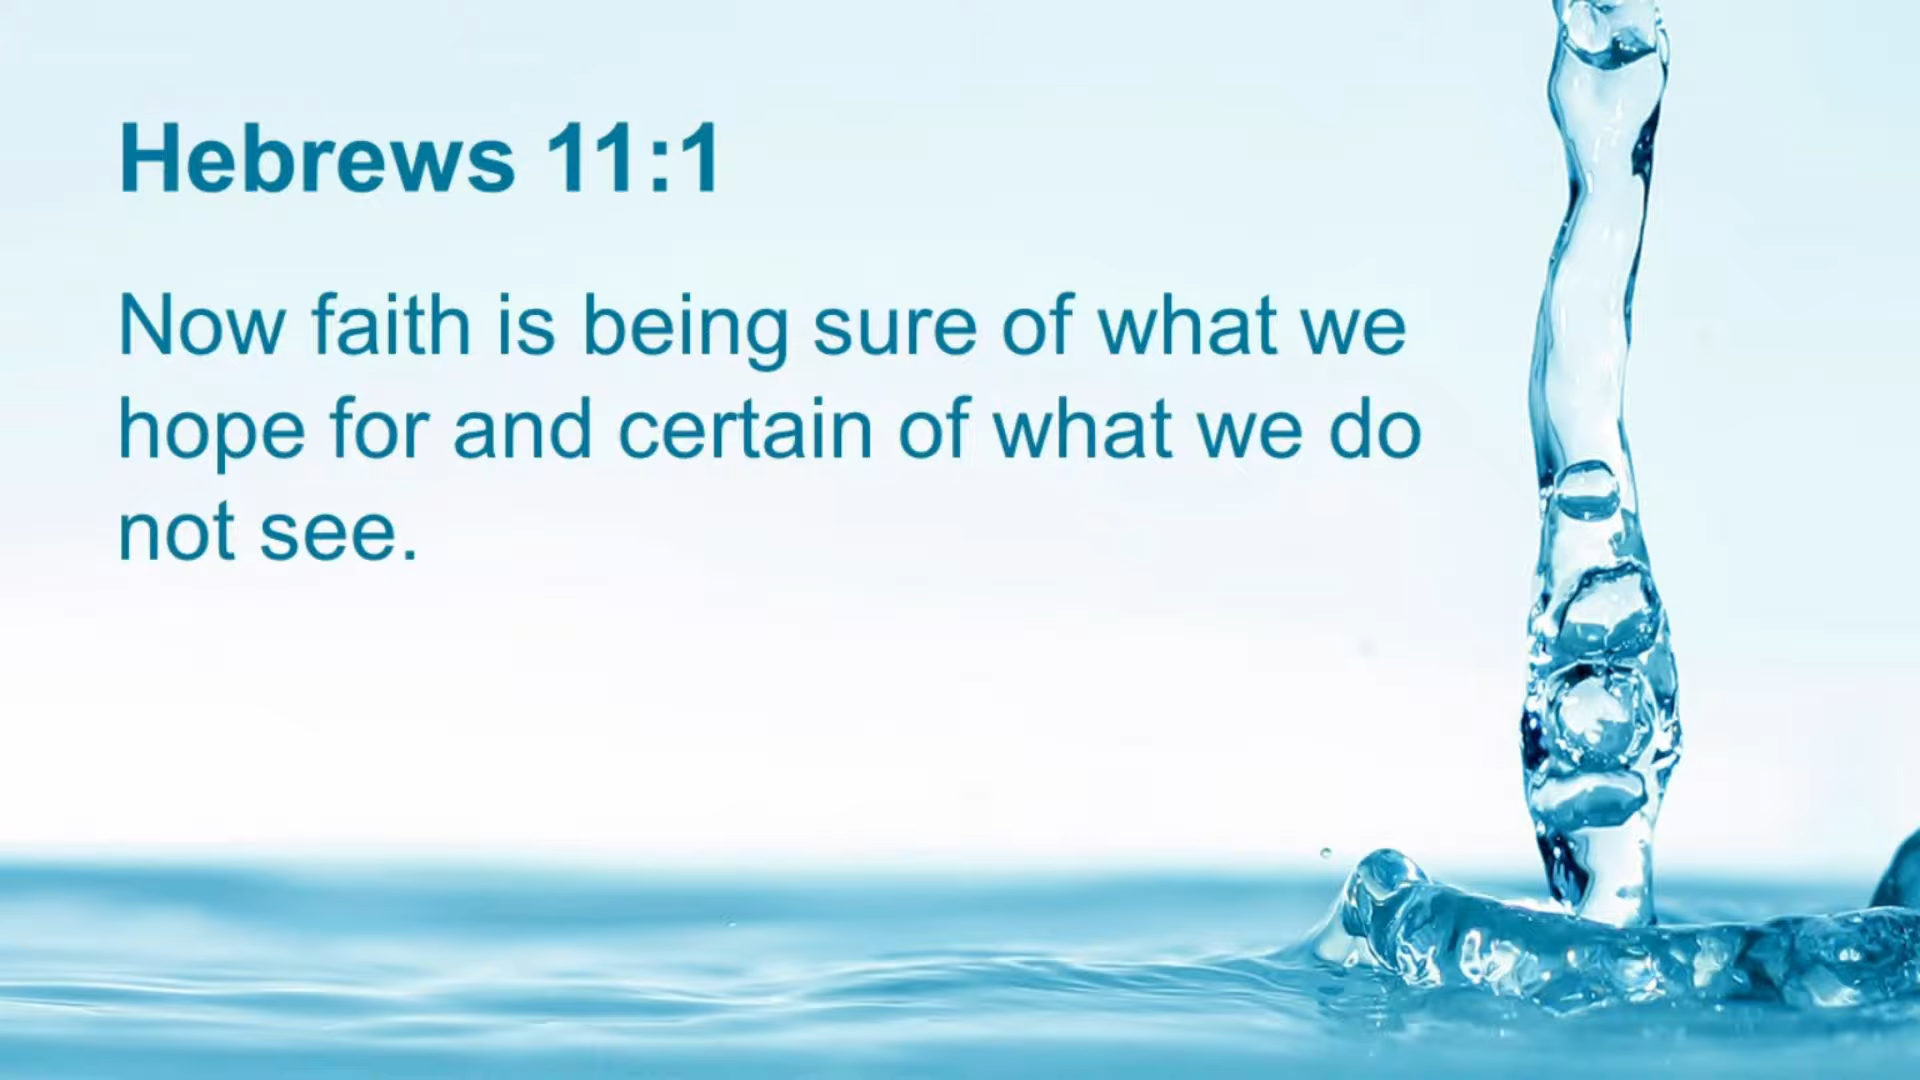 Hebrews 11:1
Now faith is being sure of what we
hope for and certain of what we do
not see.